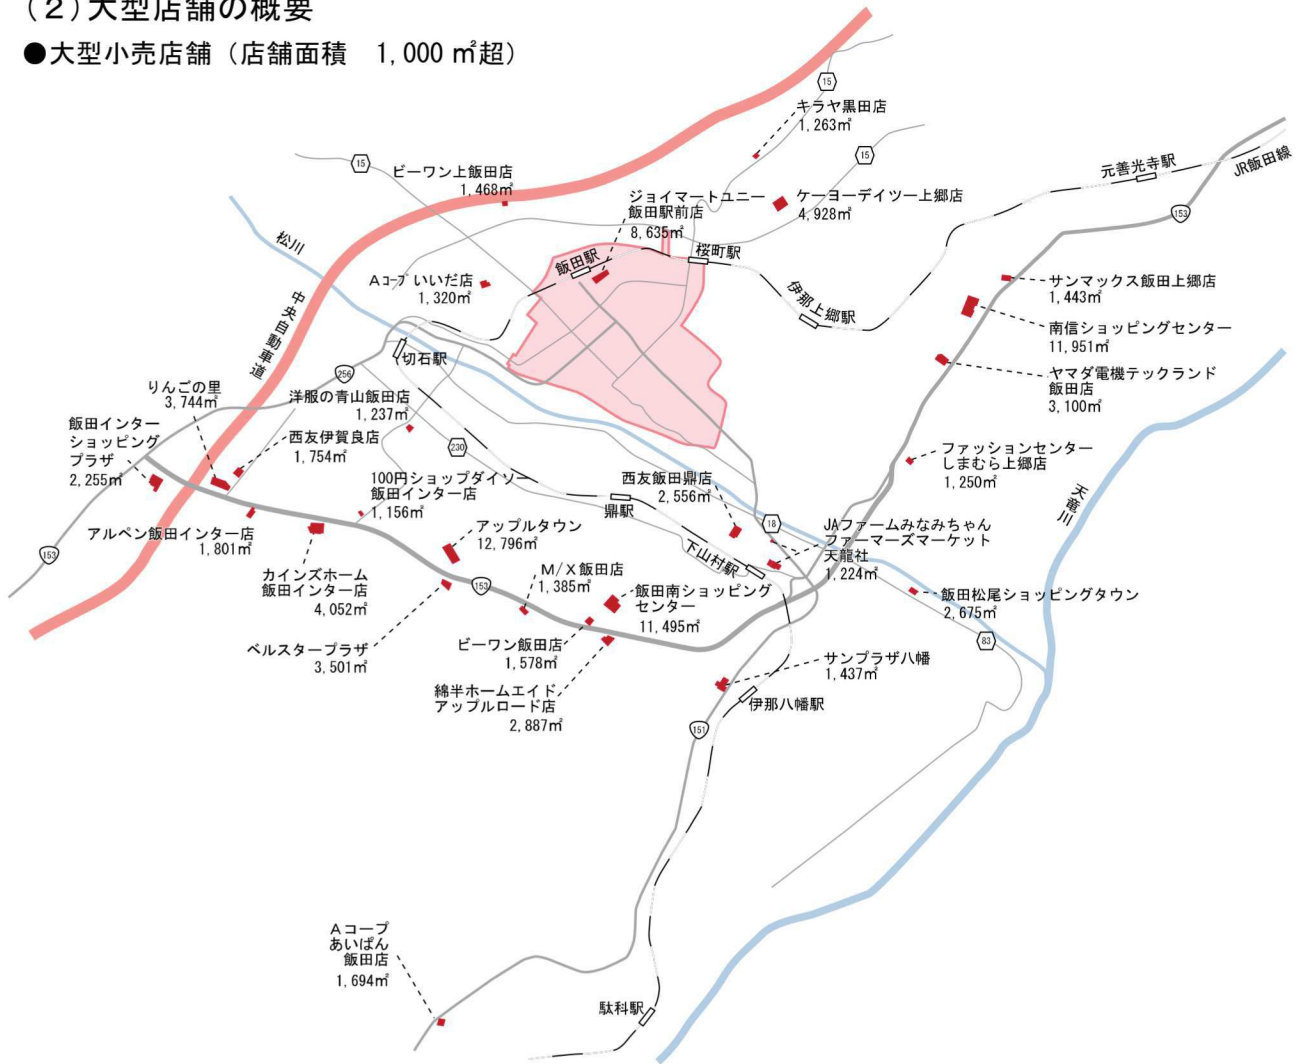 (2)大型店舗の概要
●大型小売店舗（店舗面積　1,000㎡超）
15
キラヤ黒田店
1,263㎡
15
15
ビーワン上飯田店
1,468㎡
ジョイマートユニー
飯田駅前店
8,635㎡
ケーヨーデイツー上郷店
4,928㎡
元善光寺駅
JR飯田線
153
松川
飯田駅
桜町駅
Aコープいいだ店
1,320㎡
伊那上郷駅
サンマックス飯田上郷店
1,443㎡
南信ショッピングセンター
11,951㎡
ヤマダ電機テックランド
飯田店
3,100㎡
中央自動車道
切石駅
256
りんごの里
3,744㎡
洋服の青山飯田店
1,237㎡
飯田インター
ショッピング
プラザ
2,255㎡
西友伊賀良店
1,754㎡
230
ファッションセンター
しまむら上郷店
1,250㎡
100円ショップダイソー
飯田インター店
1,156㎡
西友飯田鼎店
2,556㎡
天竜川
鼎駅
18
アルペン飯田インター店
1,801㎡
アップルタウン
12,796㎡
JAファームみなみちゃん
ファーマーズマーケット
天龍社
1,224㎡
下山村駅
153
カインズホーム
飯田インター店
4,052㎡
153
M/X飯田店
1,385㎡
飯田南ショッピング
センター
11,495㎡
飯田松尾ショッピングタウン
2,675㎡
83
ベルスタープラザ
3,501㎡
ビーワン飯田店
1,578㎡
サンプラザ八幡
1,437㎡
綿半ホームエイド
アップルロード店
2,887㎡
伊那八幡駅
151
Aコープ
あいぱん
飯田店
1,694㎡
駄科駅